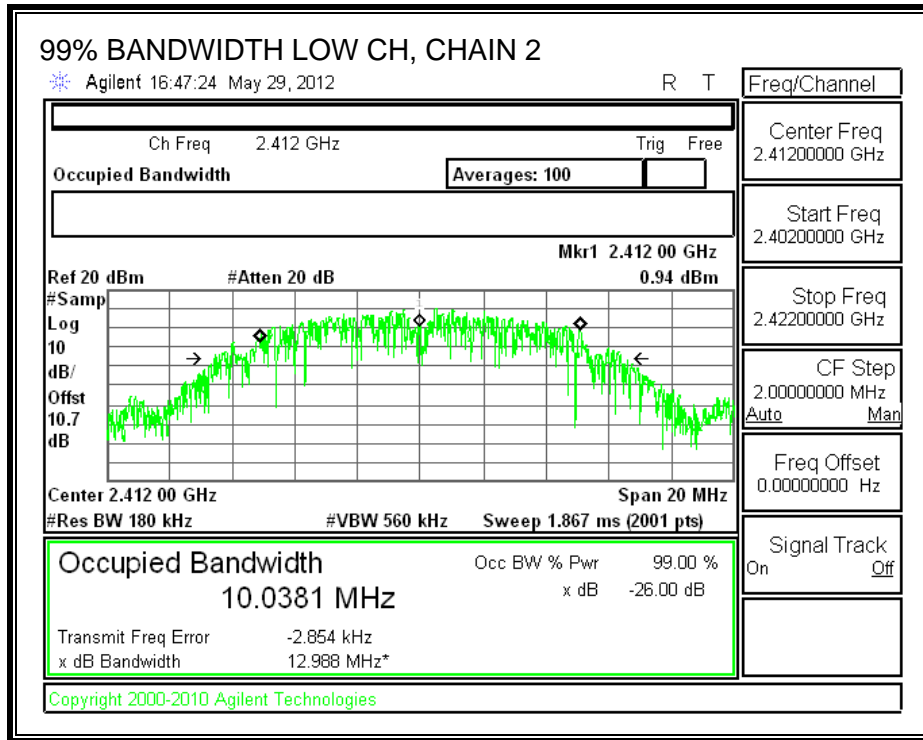 99% BANDWIDTH LOW CH, CHAIN 2
Agilent 16:47:24 May 29, 2012 R T
Freq/Channel
Ch Freq 2.412 GHz Trig Free
Occupied Bandwidth Averages: 100
Mkr1 2.412 00 GHz
Ref 20 dBm #Atten 20 dB 0.94 dBm
#Samp
Log
10
dB/
Offst
10.7
dB
1
Center 2.412 00 GHz Span 20 MHz
#Res BW 180 kHz #VBW 560 kHz Sweep 1.867 ms (2001 pts)
Occupied Bandwidth Occ BW % Pwr 99.00 %
10.0381 MHz x dB -26.00 dB
Transmit Freq Error -2.854 kHz
x dB Bandwidth 12.988 MHz*
Center Freq
2.41200000 GHz
Start Freq
2.40200000 GHz
Stop Freq
2.42200000 GHz
CF Step
2.00000000 MHz
Auto Man
Freq Offset
0.00000000 Hz
Signal Track
On Off
Copyright 2000-2010 Agilent Technologies